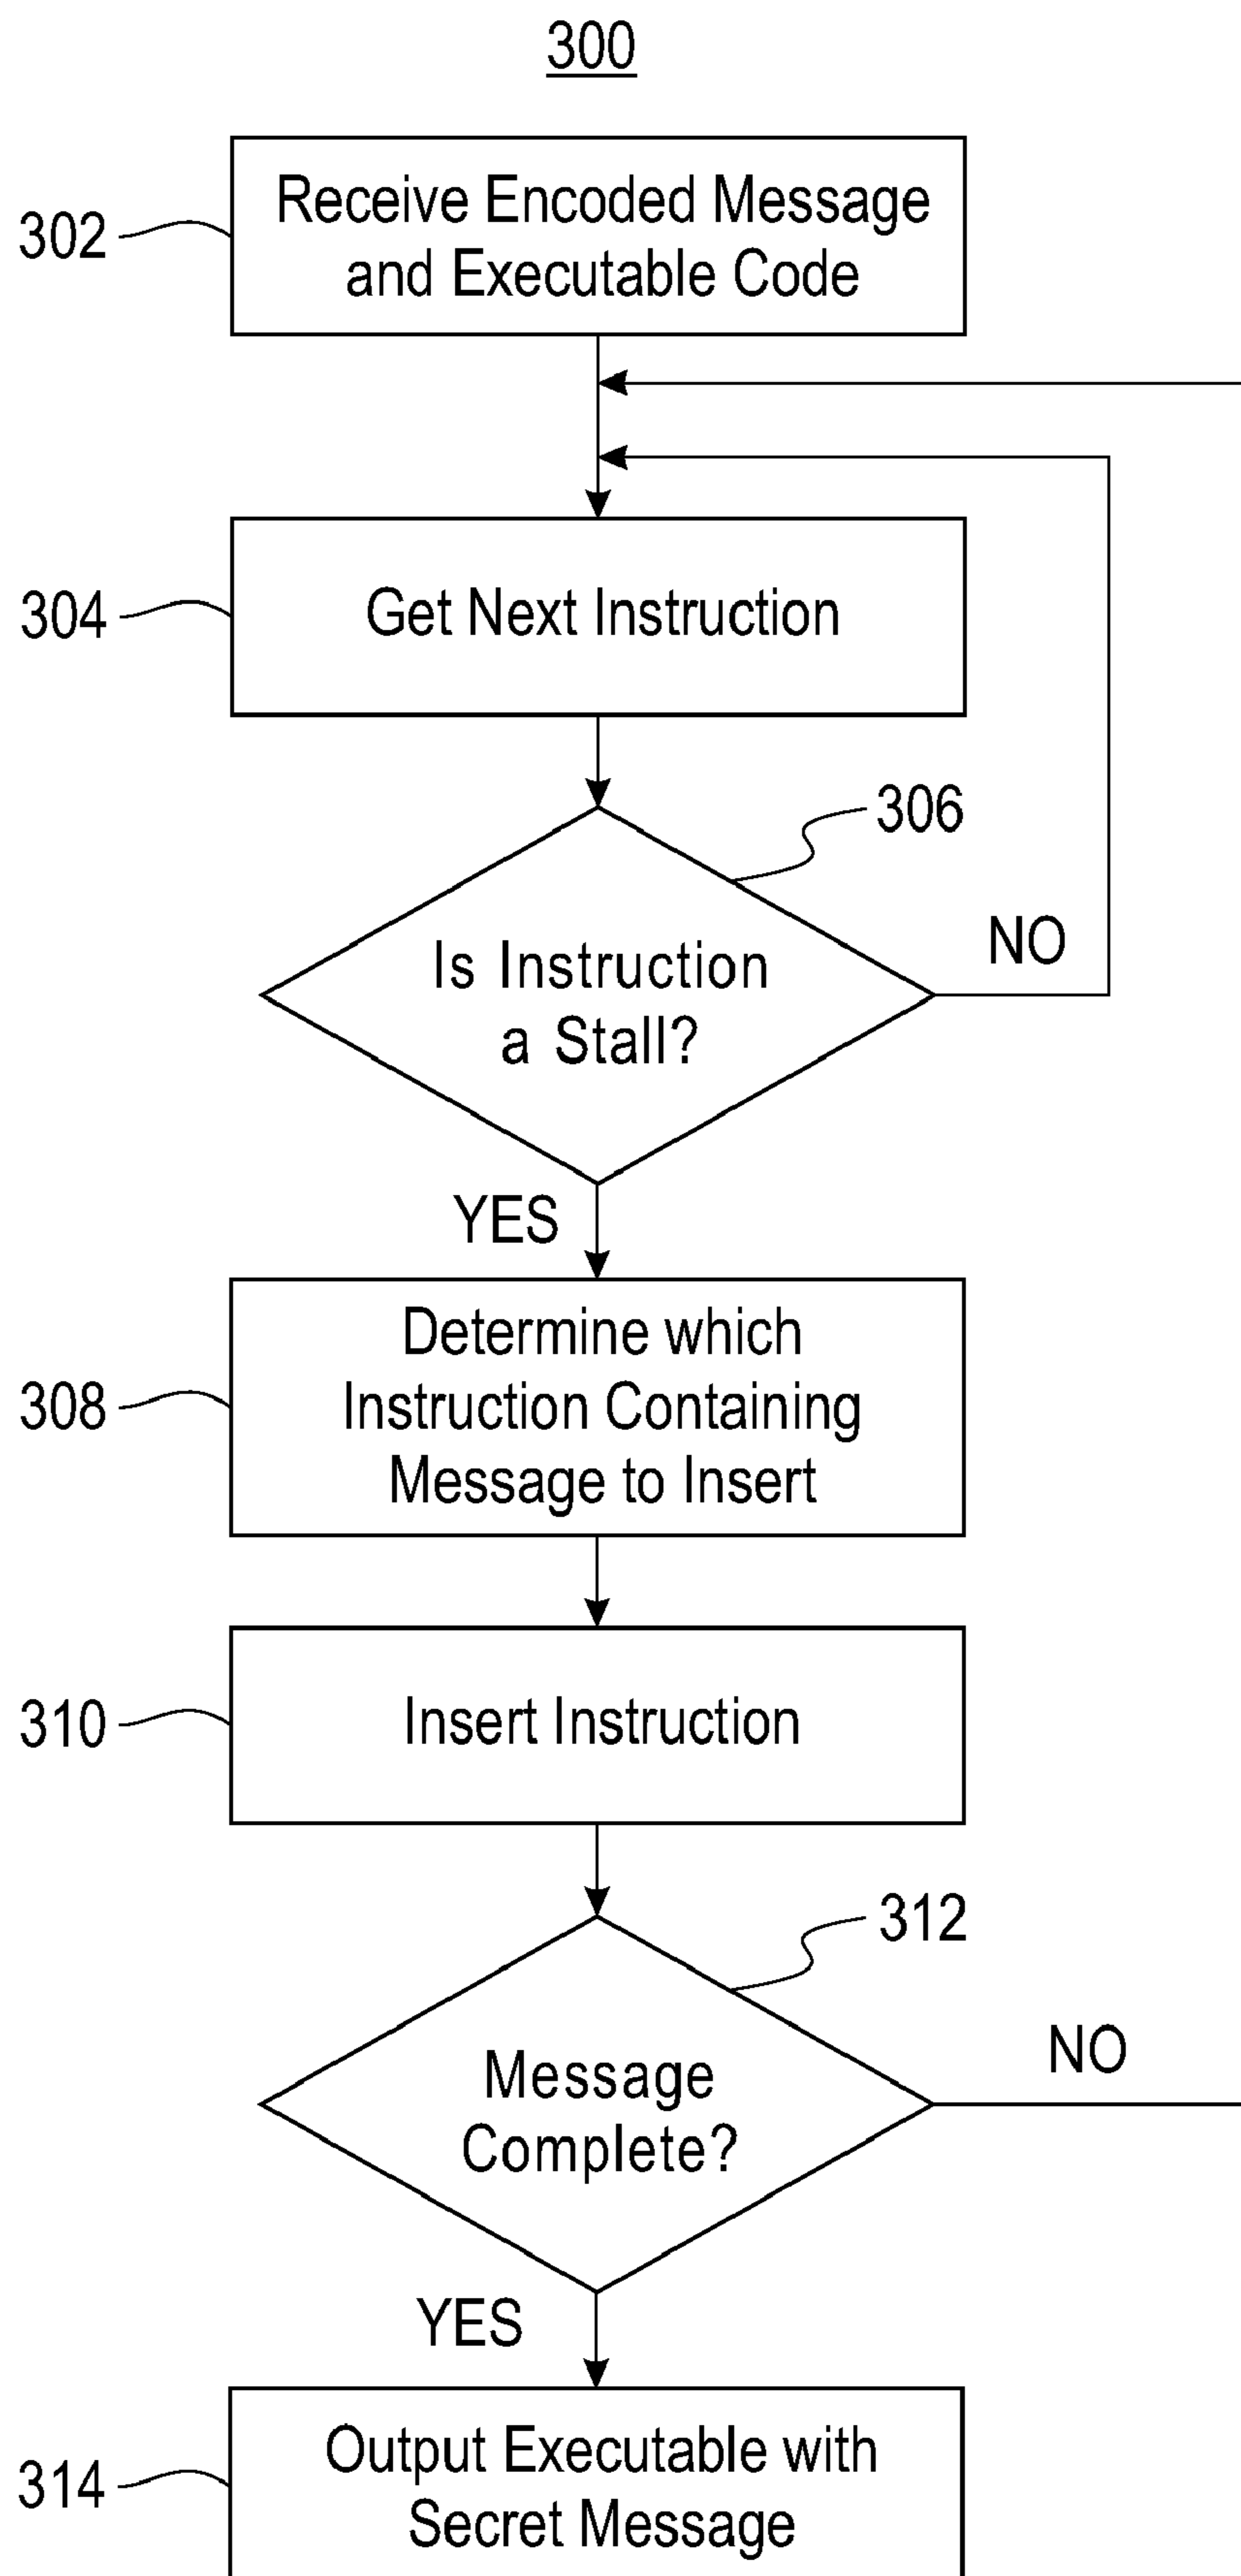 300
302
Receive Encoded Message
and Executable Code
304
Get Next Instruction
306
Is Instruction
a Stall?
NO
YES
308
Determine which
Instruction Containing
Message to Insert
310
Insert Instruction
312
Message
Complete?
NO
YES
314
Output Executable with
Secret Message